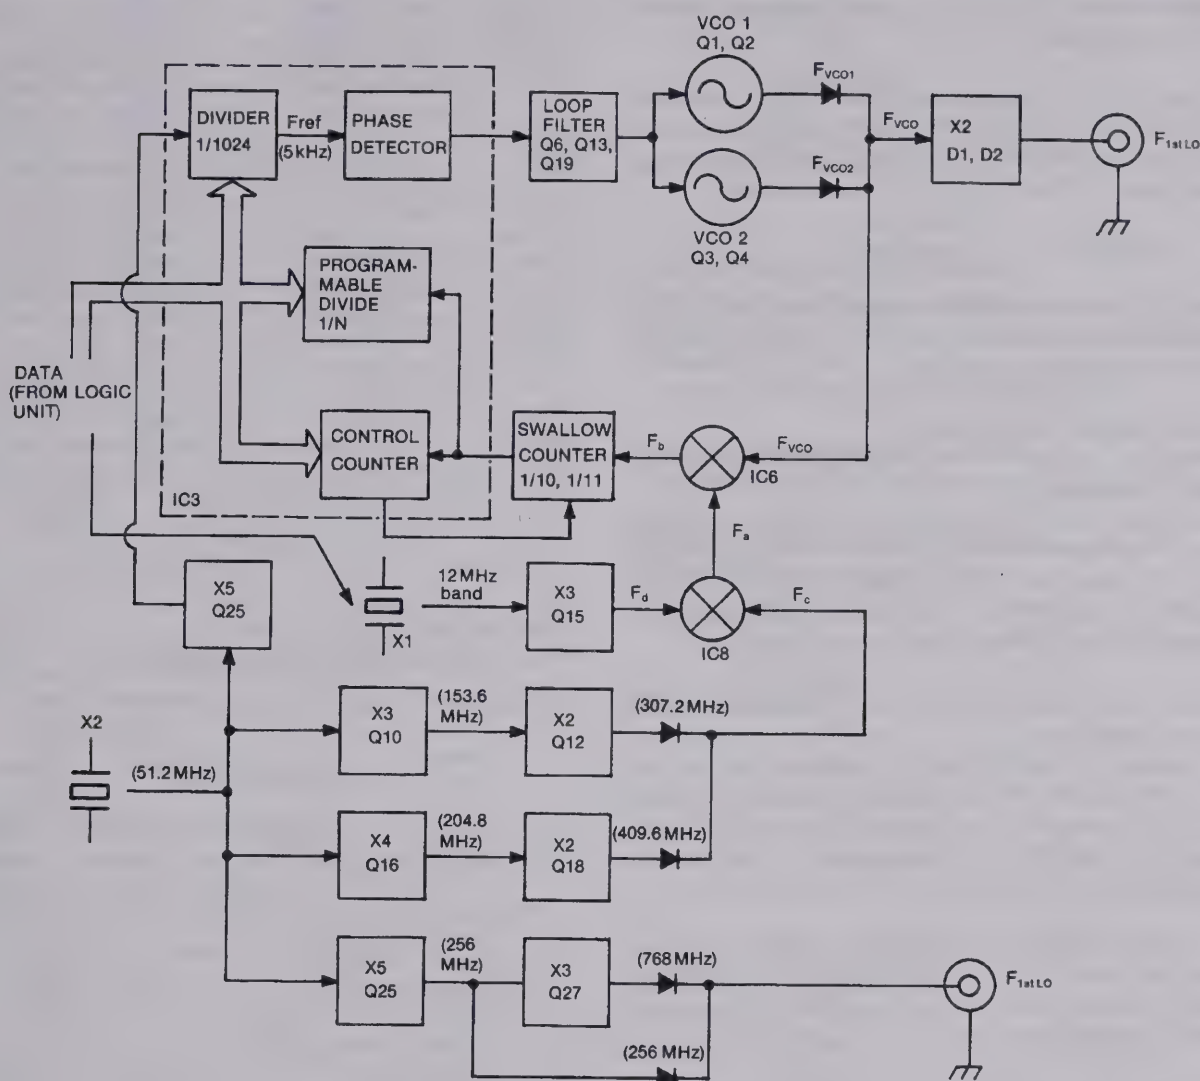 VCO 1
Q1, Q2
DIVIDER
1/1024
Fref
(5kHz)
PHASE
DETECTOR
LOOP
FILTER
Q6, Q13,
Q19
FVCO1
FVCO
X2
D1, D2
F1st LO
FVCO2
VCO 2
Q3, Q4
PROGRAM-
MABLE
DIVIDE
1/N
DATA
(FROM LOGIC
UNIT)
CONTROL
COUNTER
SWALLOW
COUNTER
1/10, 1/11
Fb
FVCO
IC6
IC3
Fa
X5
Q25
12MHz
band
X1
X3
Q15
Fd
Fc
IC8
X2
(51.2MHz)
X3
Q10
(153.6
MHz)
X2
Q12
(307.2MHz)
X4
Q16
(204.8
MHz)
X2
Q18
(409.6MHz)
X5
Q25
(256
MHz)
X3
Q27
(768MHz)
F1st LO
(256MHz)